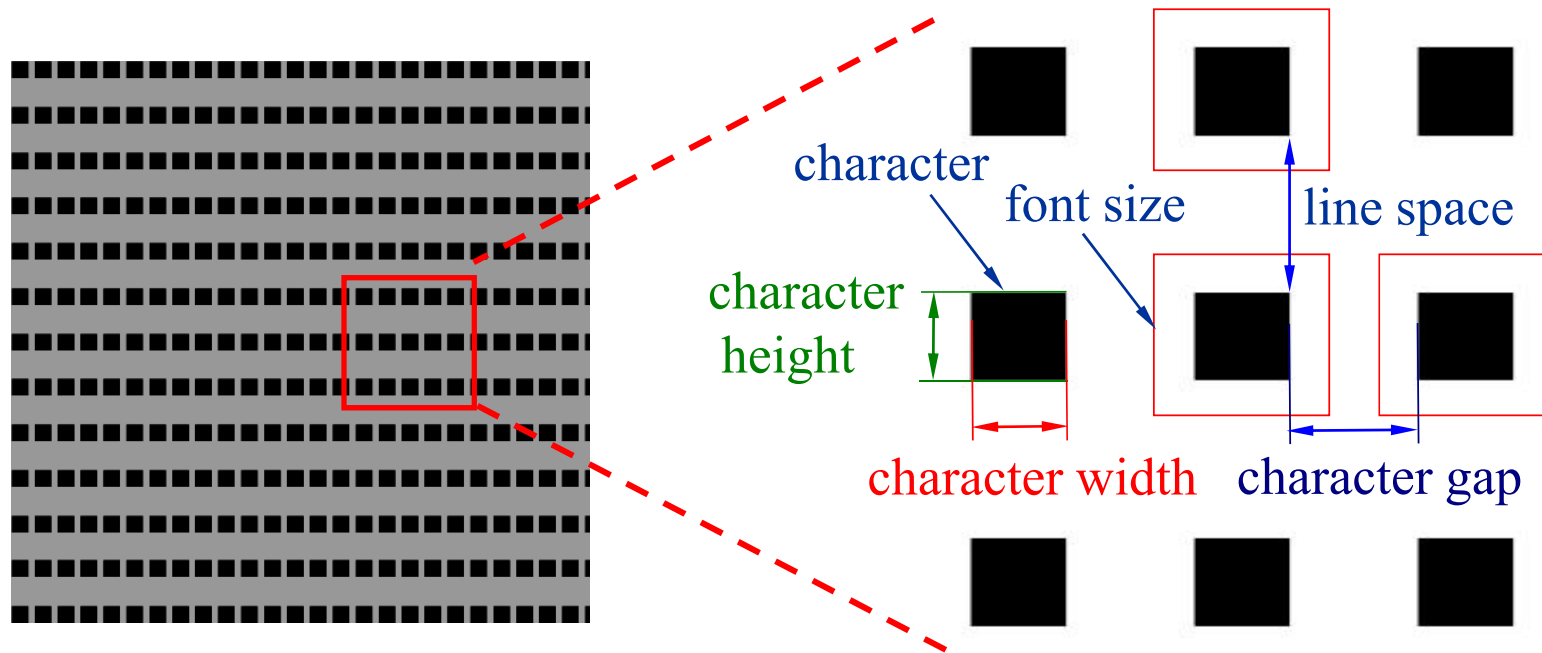 character
font size
line space
character
height
character width
character gap